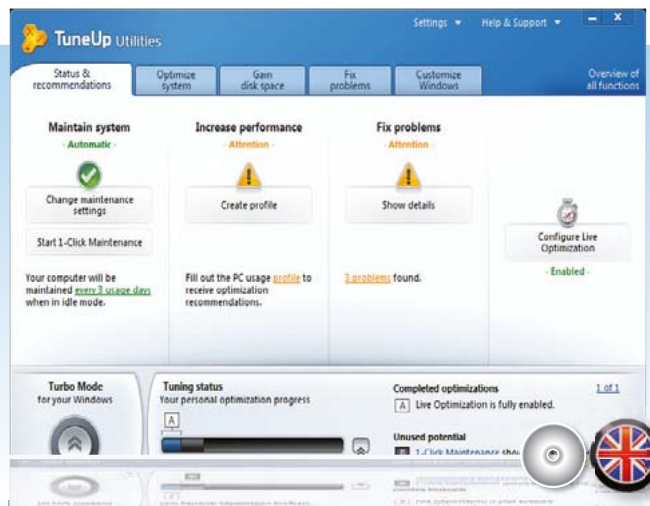 Settings Help & Support
TuneUp Utilities
Status & recommendations
Optimize system
Gain disk space
Fix problems
Customize Windows
Overview of all functions
Maintain system
- Automatic -
Change maintenance settings
Start 1-Click Maintenance
Your computer will be
maintained every 3 usage days
when in idle mode.
Increase performance
- Attention -
Create profile
Fill out the PC usage profile to
receive optimization
recommendations.
Fix problems
- Attention -
Show details
3 problems found.
Configure Live
Optimization
- Enabled -
Turbo Mode
for your Windows
Tuning status
Your personal optimization progress
A
Completed optimizations
1 of 1
A Live Optimization is fully enabled.
Unused potential
1-Click Maintenance